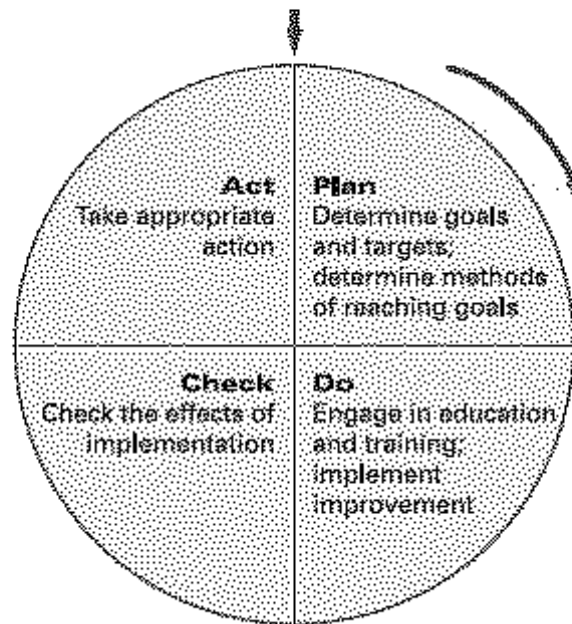 Act
Take appropriate
action
Plan
Determine goals
and targets;
determine methods
of reaching goals
Check
Check the effects of
implementation
Do
Engage in education
and training;
implement
improvement